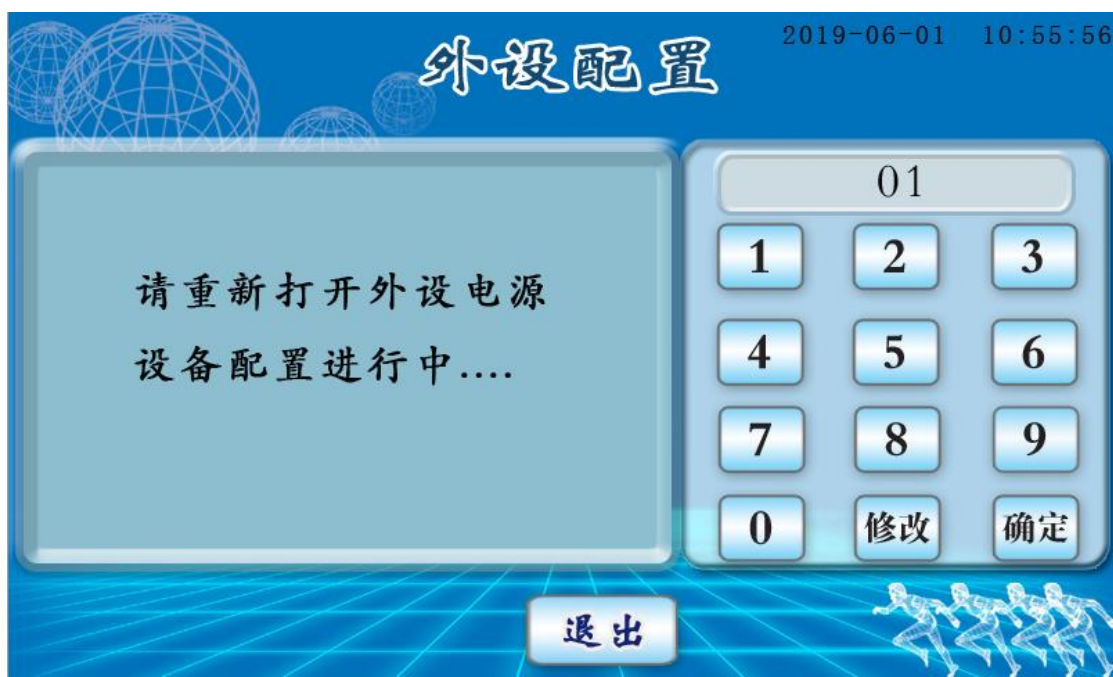 外设配置
2019-06-01 10:55:56
请重新打开外设电源
设备配置进行中....
01
1 2 3
4 5 6
7 8 9
0 修改 确定
退出